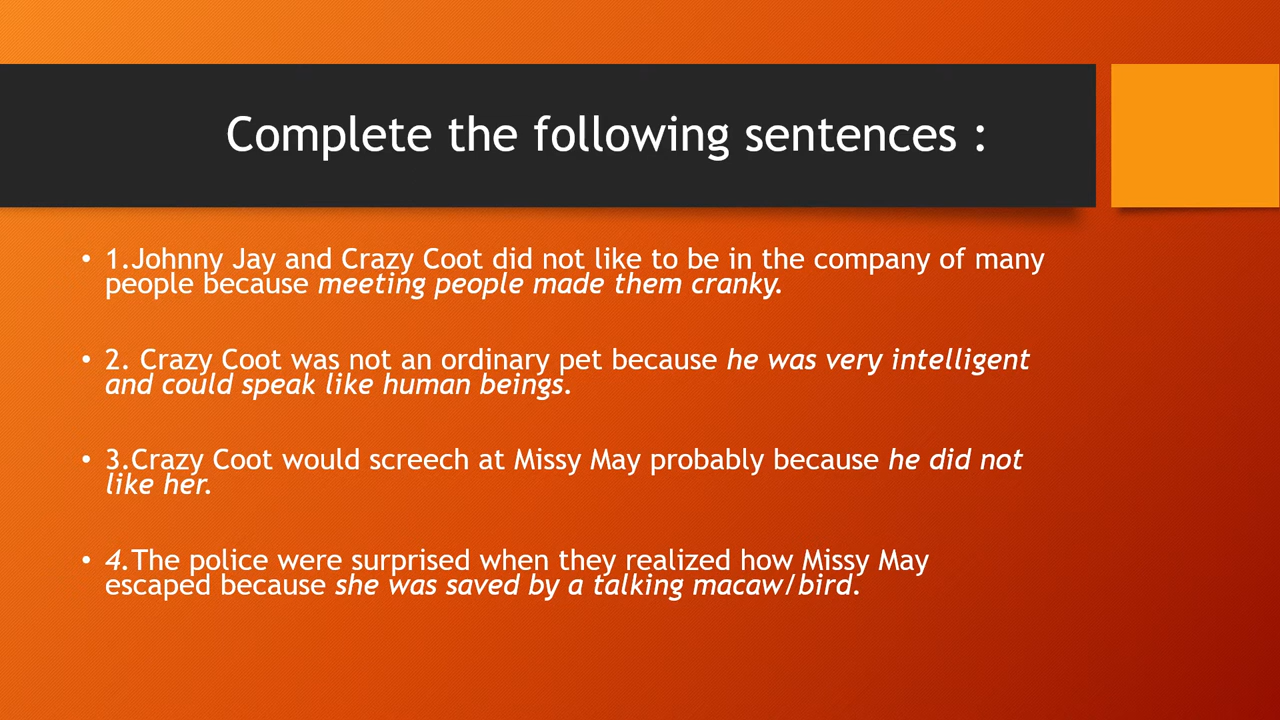 Complete the following sentences :
• 1.Johnny Jay and Crazy Coot did not like to be in the company of many
people because meeting people made them cranky.
• 2. Crazy Coot was not an ordinary pet because he was very intelligent
and could speak like human beings.
• 3.Crazy Coot would screech at Missy May probably because he did not
like her.
• 4.The police were surprised when they realized how Missy May
escaped because she was saved by a talking macaw/bird.